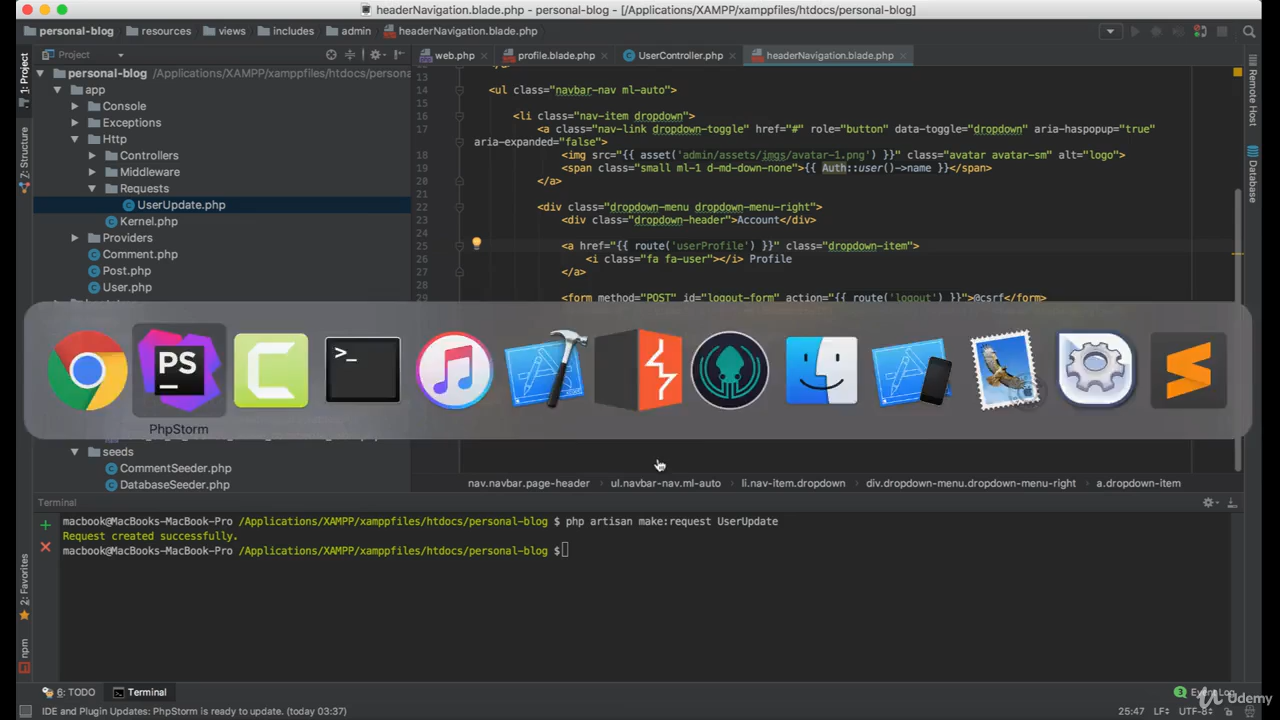 headerNavigation.blade.php - personal-blog - [/Applications/XAMPP/xamppfiles/htdocs/personal-blog]
personal-blog resources views includes admin headerNavigation.blade.php
Project web.php profile.blade.php UserController.php headerNavigation.blade.php
1: Project
Z: Structure
2: Favorites
npm
Remote Host
Database
personal-blog /Applications/XAMPP/xamppfiles/htdocs/persona
app
Console
Exceptions
Http
Controllers
Middleware
Requests
UserUpdate.php
Kernel.php
Providers
Comment.php
Post.php
User.php
seeds
CommentSeeder.php
DatabaseSeeder.php
13
14 <ul class="navbar-nav ml-auto">
15
16 <li class="nav-item dropdown">
17 <a class="nav-link dropdown-toggle" href="#" role="button" data-toggle="dropdown" aria-haspopup="true"
aria-expanded="false">
18 <img src="{{ asset('admin/assets/imgs/avatar-1.png') }}" class="avatar avatar-sm" alt="logo">
19 <span class="small ml-1 d-md-down-none">{{ Auth::user()->name }}</span>
20 </a>
21
22 <div class="dropdown-menu dropdown-menu-right">
23 <div class="dropdown-header">Account</div>
24
25 <a href="{{ route('userProfile') }}" class="dropdown-item">
26 <i class="fa fa-user"></i> Profile
27 </a>
28
29 <form method="POST" id="logout-form" action="{{ route('logout') }}">@csrf</form>
PS
>_
PhpStorm
nav.navbar.page-header ul.navbar-nav.ml-auto li.nav-item.dropdown div.dropdown-menu.dropdown-menu-right a.dropdown-item
Terminal
macbook@MacBooks-MacBook-Pro /Applications/XAMPP/xamppfiles/htdocs/personal-blog $ php artisan make:request UserUpdate
Request created successfully.
macbook@MacBooks-MacBook-Pro /Applications/XAMPP/xamppfiles/htdocs/personal-blog $
6: TODO Terminal 3 Event Log
IDE and Plugin Updates: PhpStorm is ready to update. (today 03:37) 25:47 LF UTF-8
Udemy